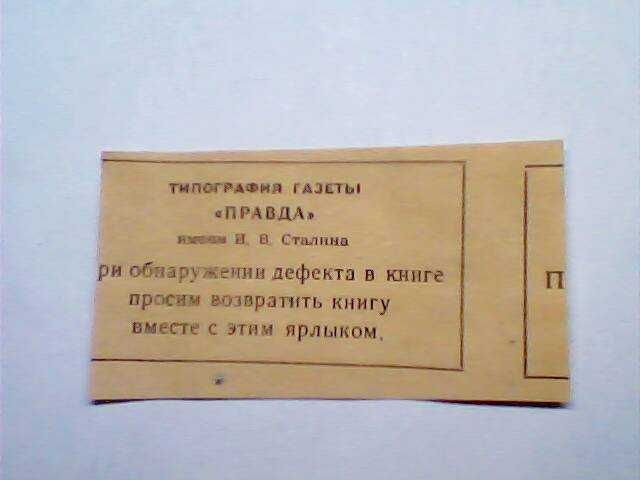 ТИПОГРАФИЯ ГАЗЕТЫ
«ПРАВДА»
имени И. В. Сталина
ри обнаружении дефекта в книге
просим возвратить книгу
вместе с этим ярлыком.
П